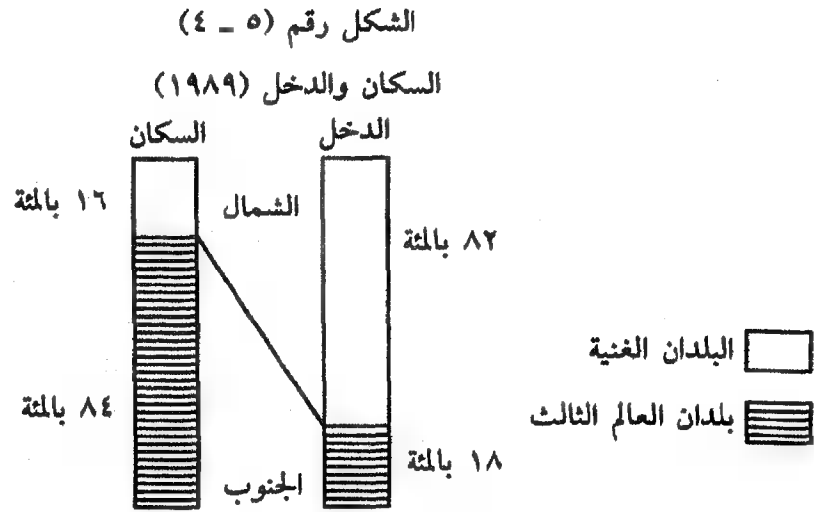 الشكل رقم (٥ _ ٤)
السكان والدخل (١٩٨٩)
السكان
الدخل
١٦ بالمئة
الشمال
٨٢ بالمئة
البلدان الغنية
بلدان العالم الثالث
٨٤ بالمئة
١٨ بالمئة
الجنوب